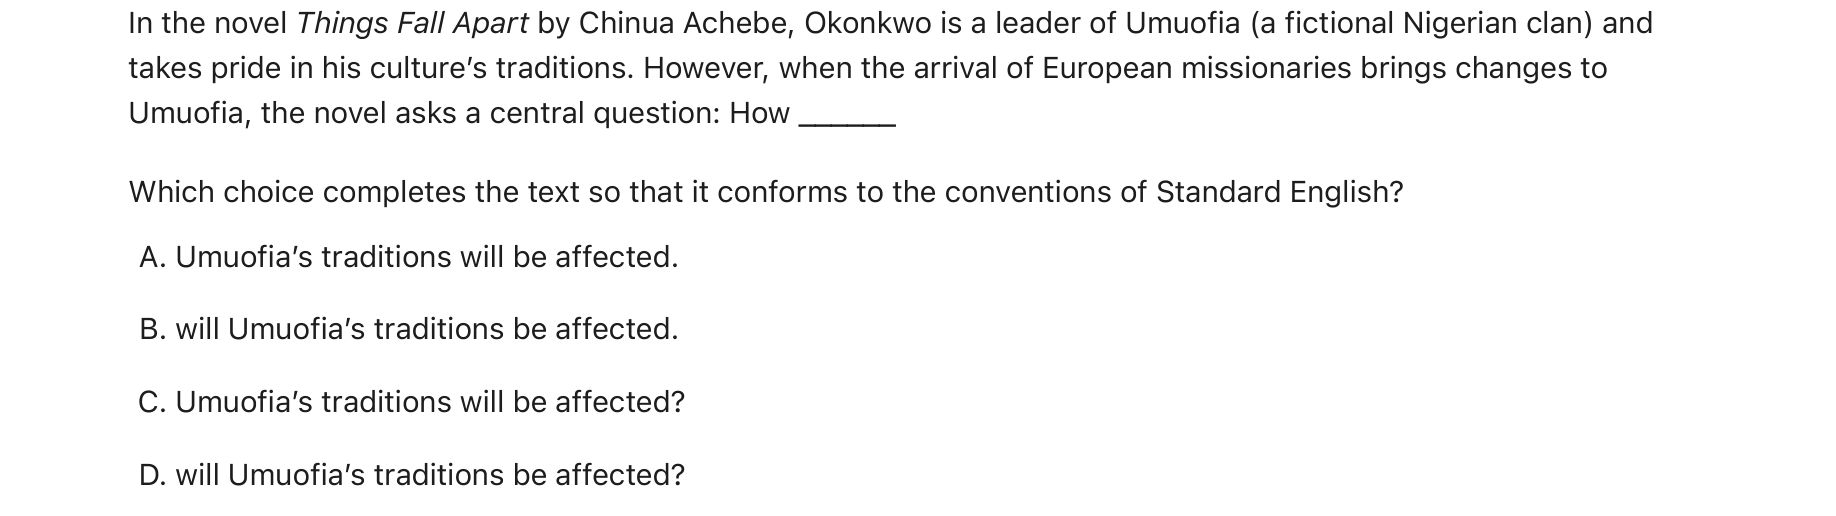 In the novel Things Fall Apart by Chinua Achebe, Okonkwo is a leader of Umuofia (a fictional Nigerian clan) and
takes pride in his culture’s traditions. However, when the arrival of European missionaries brings changes to
Umuofia, the novel asks a central question: How ______
Which choice completes the text so that it conforms to the conventions of Standard English?
A. Umuofia’s traditions will be affected.
B. will Umuofia’s traditions be affected.
C. Umuofia’s traditions will be affected?
D. will Umuofia’s traditions be affected?